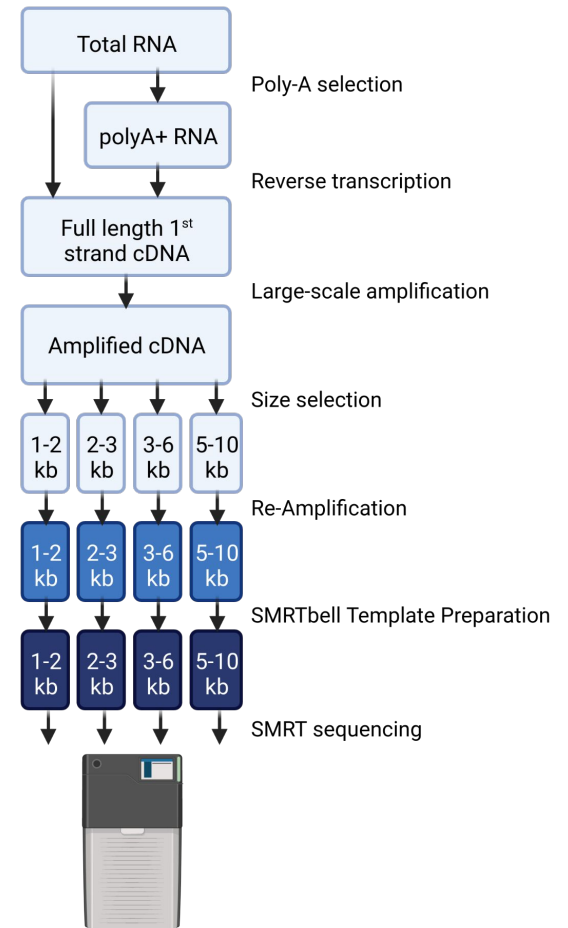 Total RNA
Poly-A selection
polyA+ RNA
Reverse transcription
Full length 1st
strand cDNA
Large-scale amplification
Amplified cDNA
Size selection
1-2 2-3 3-6 5-10
kb kb kb kb
Re-Amplification
1-2 2-3 3-6 5-10
kb kb kb kb
SMRTbell Template Preparation
1-2 2-3 3-6 5-10
kb kb kb kb
SMRT sequencing